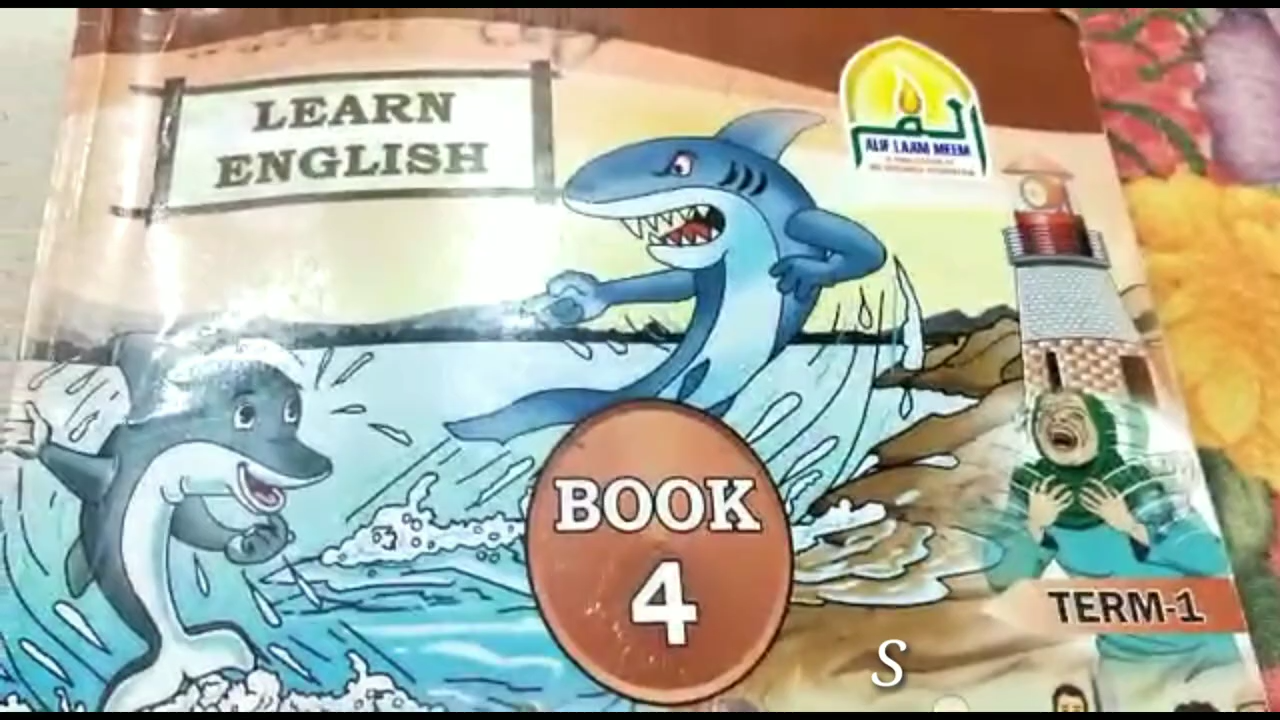 LEARN
ENGLISH
الم
ALIF LAAM MEEM
BOOK
4
TERM-1
S